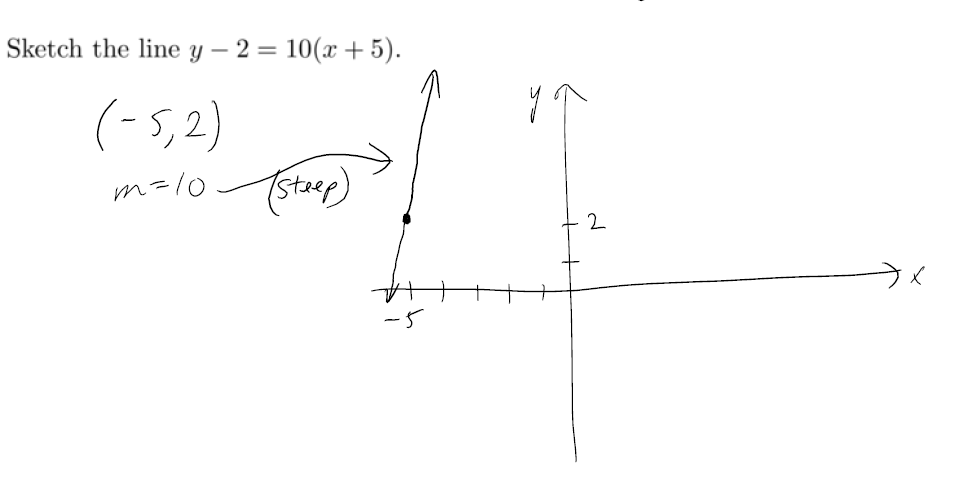 Sketch the line y − 2 = 10(x + 5).
(-5,2)
m=10 (steep)
y
2
x
-5